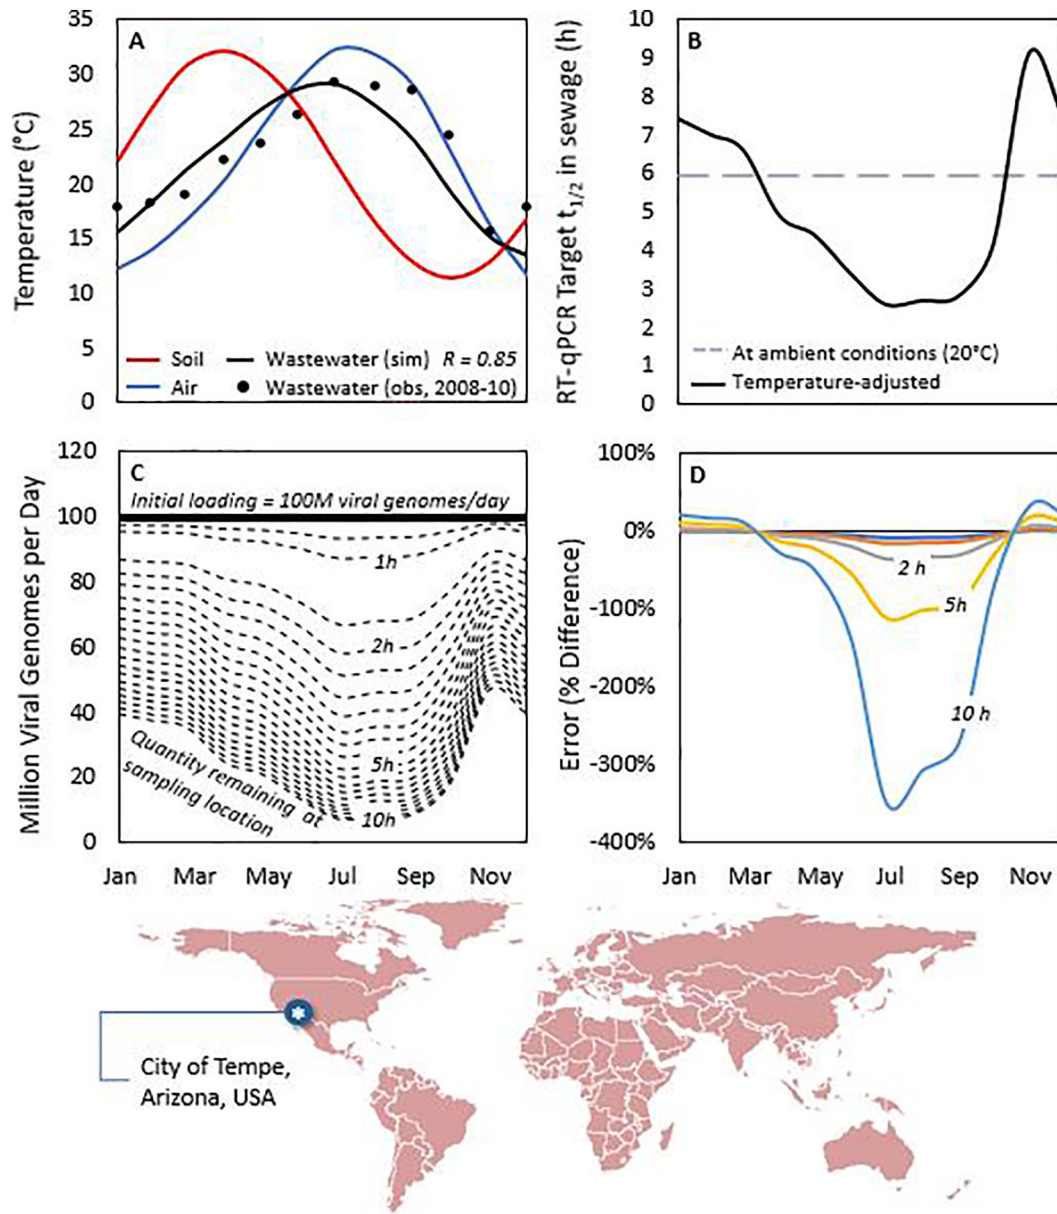 A
Temperature (°C)
35
30
25
20
15
10
5
0
Soil
Wastewater (sim) R = 0.85
Air
Wastewater (obs, 2008-10)
B
RT-qPCR Target t1/2 in sewage (h)
10
9
8
7
6
5
4
3
2
1
0
At ambient conditions (20°C)
Temperature-adjusted
C
Million Viral Genomes per Day
120
100
80
60
40
20
0
Initial loading = 100M viral genomes/day
1h
2h
5h
10h
Quantity remaining at
sampling location
Jan Mar May Jul Sep Nov
D
Error (% Difference)
100%
0%
-100%
-200%
-300%
-400%
2 h
5h
10 h
Jan Mar May Jul Sep Nov
City of Tempe,
Arizona, USA